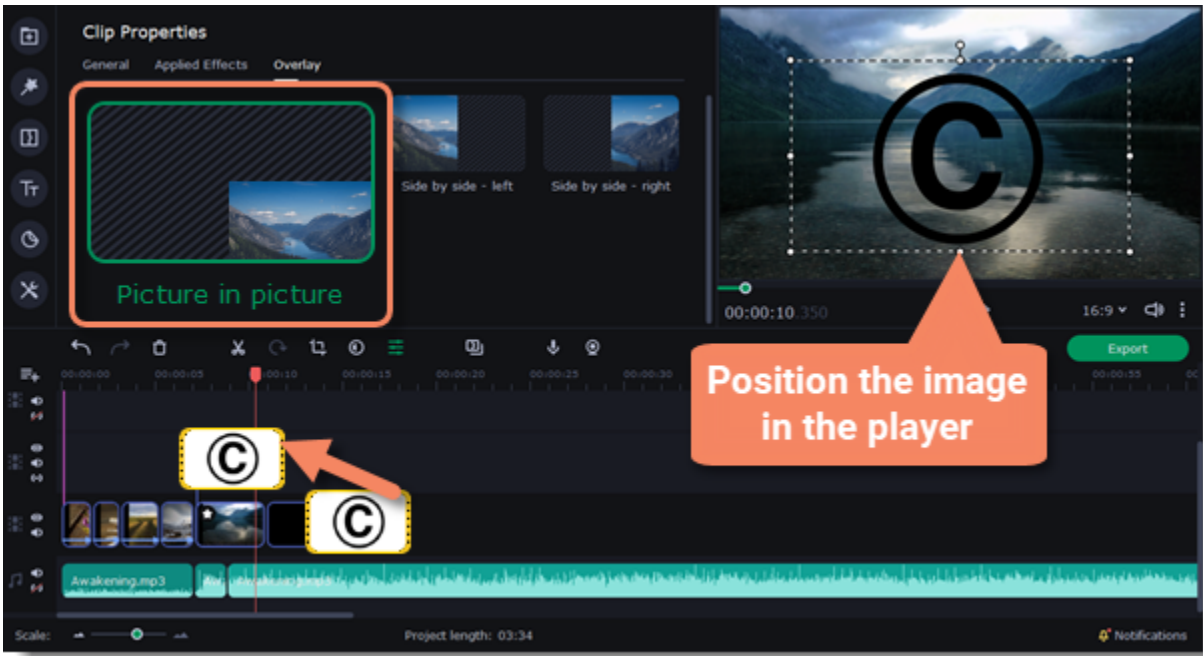 Clip Properties
General Applied Effects Overlay
Picture in picture
Side by side - left
Side by side - right
©
00:00:10.350
16:9
Export
Position the image
in the player
00:00:00 00:00:05 00:00:10 00:00:15 00:00:20 00:00:25 00:00:30 00:00:55
©
©
Awakening.mp3
Scale:
Project length: 03:34
Notifications